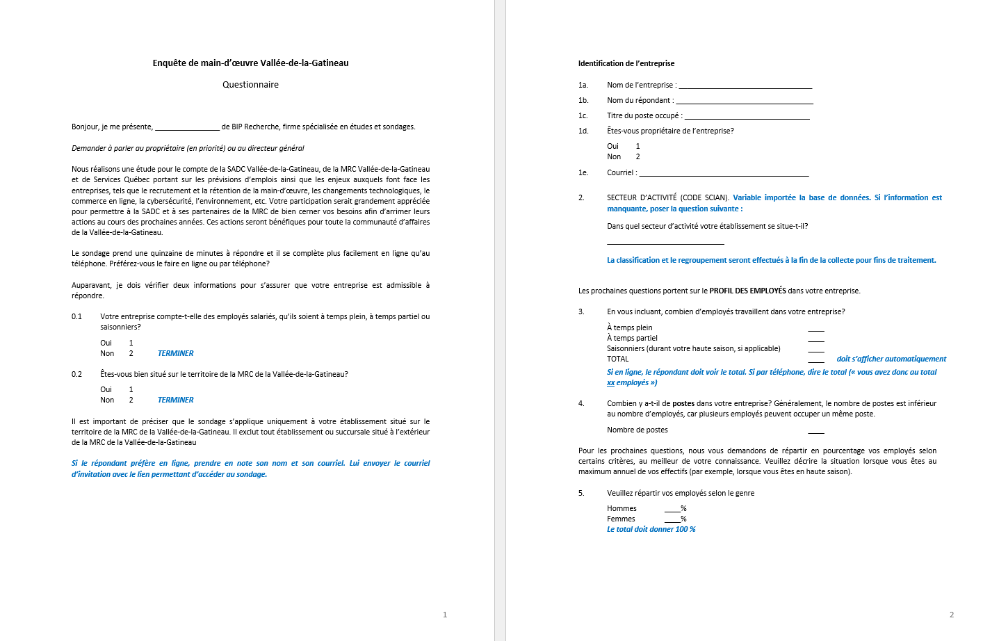 Enquête de main-d’œuvre Vallée-de-la-Gatineau
Questionnaire
Bonjour, je me présente, _________________ de BIP Recherche, firme spécialisée en études et sondages.
Demander à parler au propriétaire (en priorité) ou au directeur général
Nous réalisons une étude pour le compte de la SADC Vallée-de-la-Gatineau, de la MRC Vallée-de-la-Gatineau
et de Services Québec portant sur les prévisions d’emplois ainsi que les enjeux auxquels font face les
entreprises, tels que le recrutement et la rétention de la main-d’œuvre, les changements technologiques, le
commerce en ligne, la cybersécurité, l’environnement, etc. Votre participation serait grandement appréciée
pour permettre à la SADC et à ses partenaires de la MRC de bien cerner vos besoins afin d’arrimer leurs
actions au cours des prochaines années. Ces actions seront bénéfiques pour toute la communauté d’affaires
de la Vallée-de-la-Gatineau.
Le sondage prend une quinzaine de minutes à répondre et il se complète plus facilement en ligne qu’au
téléphone. Préférez-vous le faire en ligne ou par téléphone?
Auparavant, je dois vérifier deux informations pour s’assurer que votre entreprise est admissible à
répondre.
0.1 Votre entreprise compte-t-elle des employés salariés, qu’ils soient à temps plein, à temps partiel ou
saisonniers?
Oui 1
Non 2 TERMINER
0.2 Êtes-vous bien situé sur le territoire de la MRC de la Vallée-de-la-Gatineau?
Oui 1
Non 2 TERMINER
Il est important de préciser que le sondage s’applique uniquement à votre établissement situé sur le
territoire de la MRC de la Vallée-de-la-Gatineau. Il exclut tout établissement ou succursale situé à l’extérieur
de la MRC de la Vallée-de-la-Gatineau
Si le répondant préfère en ligne, prendre en note son nom et son courriel. Lui envoyer le courriel
d’invitation avec le lien permettant d’accéder au sondage.
1
Identification de l’entreprise
1a. Nom de l’entreprise : ___________________________________
1b. Nom du répondant : ____________________________________
1c. Titre du poste occupé : _________________________________
1d. Êtes-vous propriétaire de l’entreprise?
Oui 1
Non 2
1e. Courriel : _____________________________________________
2. SECTEUR D’ACTIVITÉ (CODE SCIAN). Variable importée la base de données. Si l’information est
manquante, poser la question suivante :
Dans quel secteur d’activité votre établissement se situe-t-il?
_______________________________
La classification et le regroupement seront effectués à la fin de la collecte pour fins de traitement.
Les prochaines questions portent sur le PROFIL DES EMPLOYÉS dans votre entreprise.
3. En vous incluant, combien d’employés travaillent dans votre entreprise?
À temps plein ____
À temps partiel ____
Saisonniers (durant votre haute saison, si applicable) ____
TOTAL ____ doit s’afficher automatiquement
Si en ligne, le répondant doit voir le total. Si par téléphone, dire le total (« vous avez donc au total
xx employés »)
4. Combien y a-t-il de postes dans votre entreprise? Généralement, le nombre de postes est inférieur
au nombre d’employés, car plusieurs employés peuvent occuper un même poste.
Nombre de postes ____
Pour les prochaines questions, nous vous demandons de répartir en pourcentage vos employés selon
certains critères, au meilleur de votre connaissance. Veuillez décrire la situation lorsque vous êtes au
maximum annuel de vos effectifs (par exemple, lorsque vous êtes en haute saison).
5. Veuillez répartir vos employés selon le genre
Hommes ____%
Femmes ____%
Le total doit donner 100 %
2